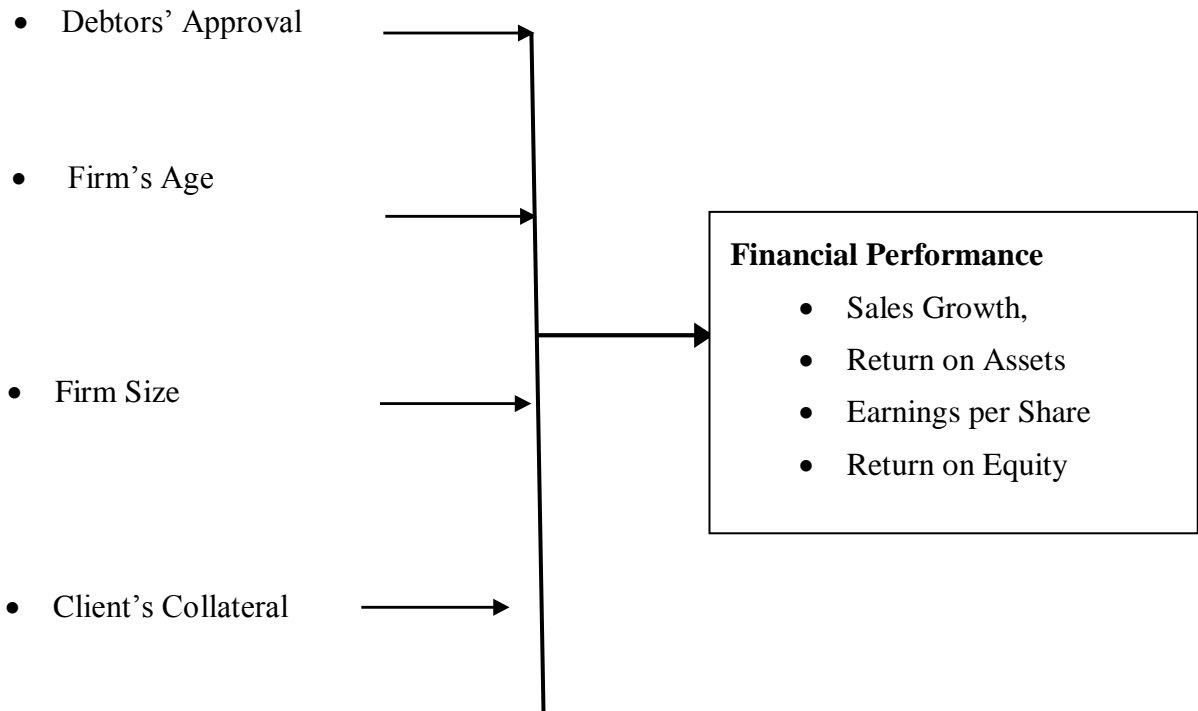 • Debtors’ Approval
• Firm’s Age
• Firm Size
• Client’s Collateral
Financial Performance
• Sales Growth,
• Return on Assets
• Earnings per Share
• Return on Equity